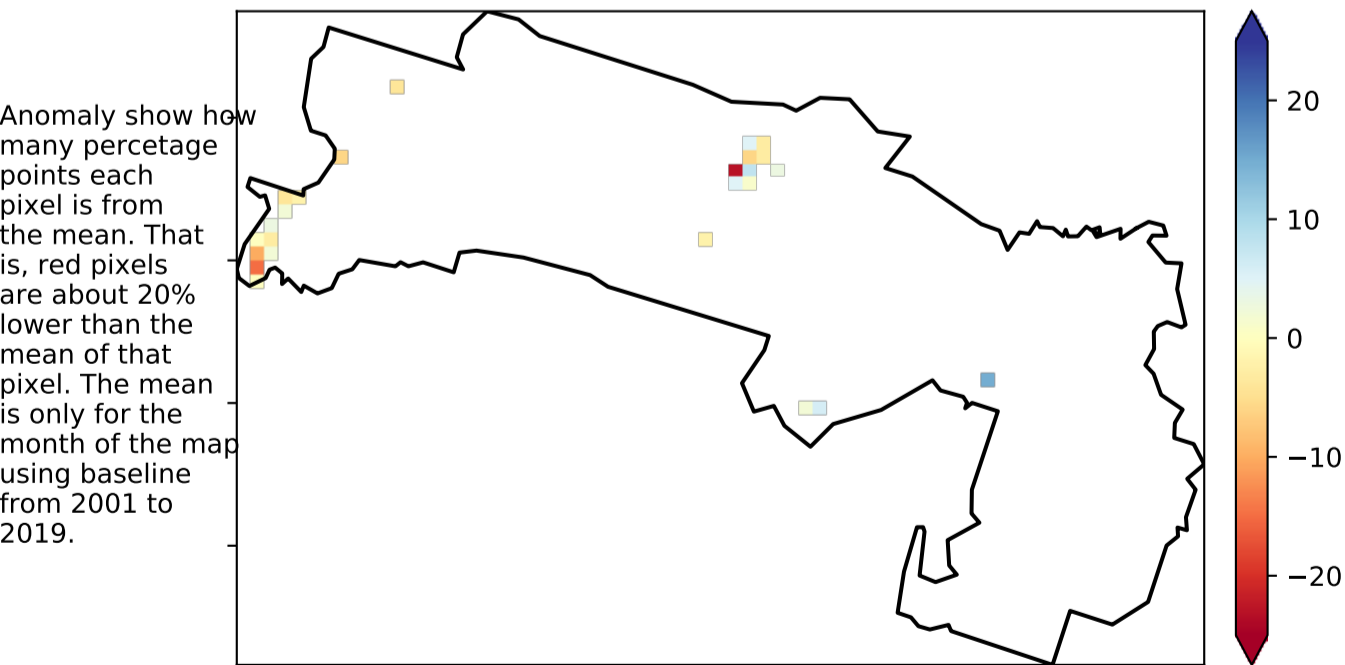 Anomaly show how
many percetage
points each
pixel is from
the mean. That
is, red pixels
are about 20%
lower than the
mean of that
pixel. The mean
is only for the
month of the map
using baseline
from 2001 to
2019.
20
10
0
−10
−20